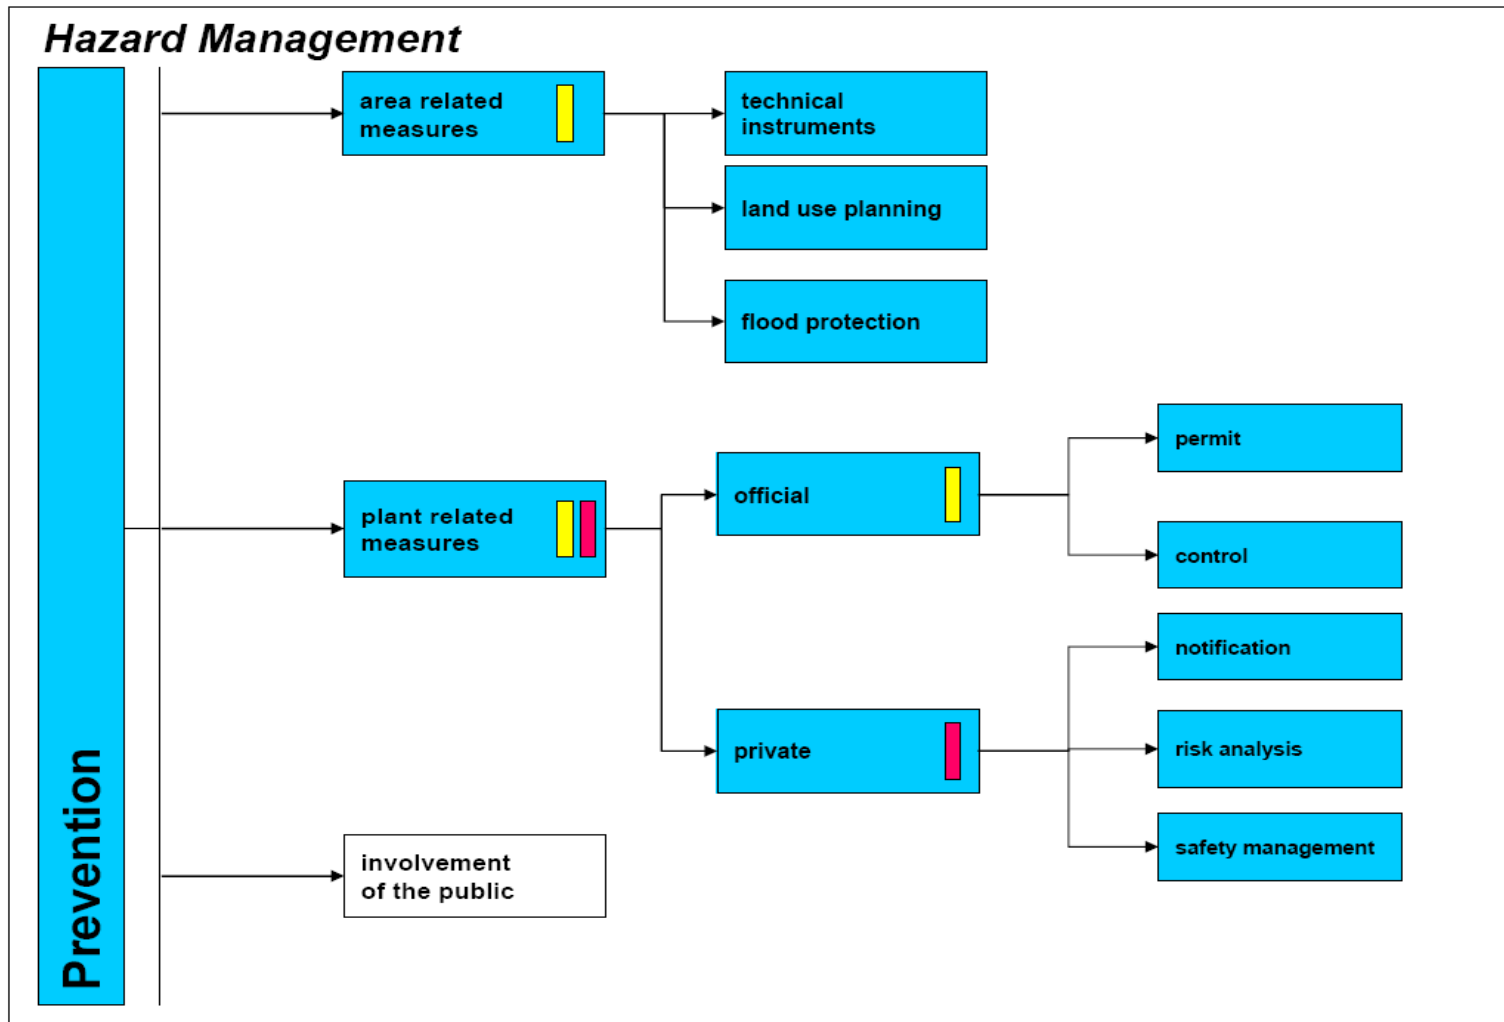 Hazard Management
Prevention
area related
measures
technical
instruments
land use planning
flood protection
plant related
measures
official
permit
control
private
notification
risk analysis
safety management
involvement
of the public